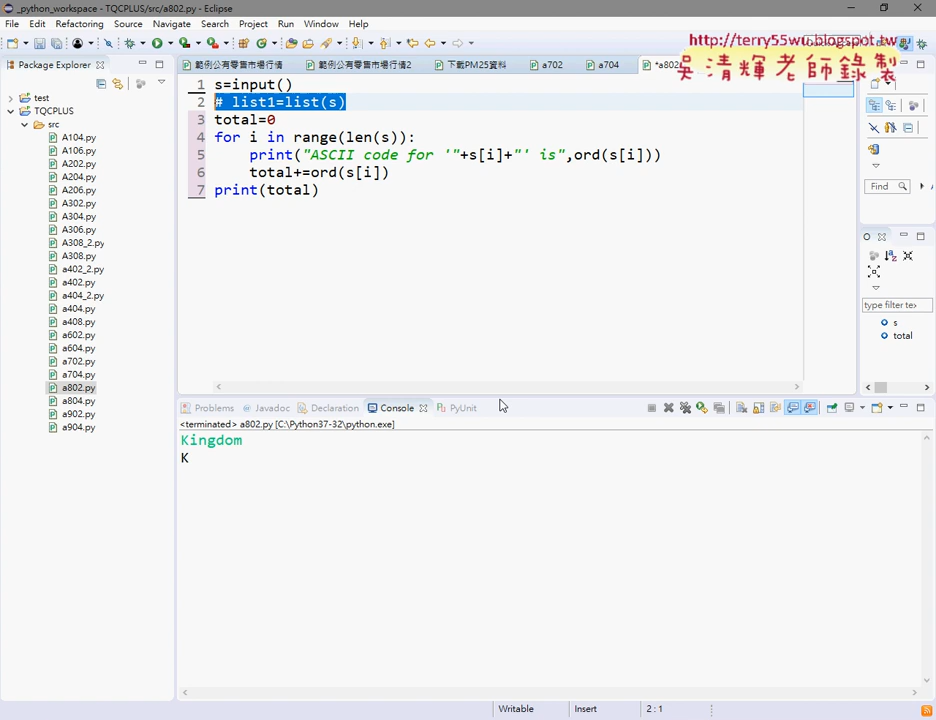 _python_workspace - TQCPLUS/src/a802.py - Eclipse
File Edit Refactoring Source Navigate Search Project Run Window Help
http://terry55wu.blogspot.tw
吳清輝老師錄製
Package Explorer
範例公有零售市場行情
範例公有零售市場行情2
下載PM25資料
a702
a704
*a802
test
TQCPLUS
src
A104.py
A106.py
A202.py
A204.py
A206.py
A302.py
A304.py
A306.py
A308_2.py
A308.py
a402_2.py
a402.py
a404_2.py
a404.py
a408.py
a602.py
a604.py
a702.py
a704.py
a802.py
a804.py
a902.py
a904.py
1 s=input()
2 # list1=list(s)
3 total=0
4 for i in range(len(s)):
5 print("ASCII code for '"+s[i]+"' is",ord(s[i]))
6 total+=ord(s[i])
7 print(total)
Find
type filter te
s
total
Problems Javadoc Declaration Console PyUnit
<terminated> a802.py [C:\Python37-32\python.exe]
Kingdom
K
Writable Insert 2 : 1